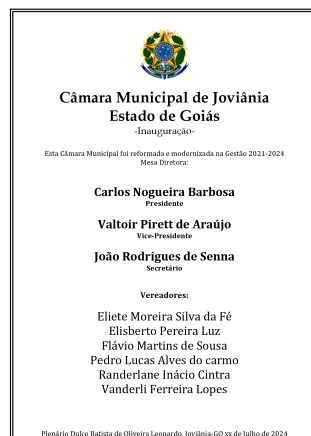 Câmara Municipal de Joviânia
Estado de Goiás
-Inauguração-
Esta Câmara Municipal foi reformada e modernizada na Gestão 2021-2024
Mesa Diretora:
Carlos Nogueira Barbosa
Presidente
Valtoir Pirett de Araújo
Vice-Presidente
João Rodrigues de Senna
Secretário
Vereadores:
Eliete Moreira Silva da Fé
Elisberto Pereira Luz
Flávio Martins de Sousa
Pedro Lucas Alves do carmo
Randerlane Inácio Cintra
Vanderli Ferreira Lopes
Plenário Dulce Batista de Oliveira Leonardo, Joviânia-GO xx de Julho de 2024